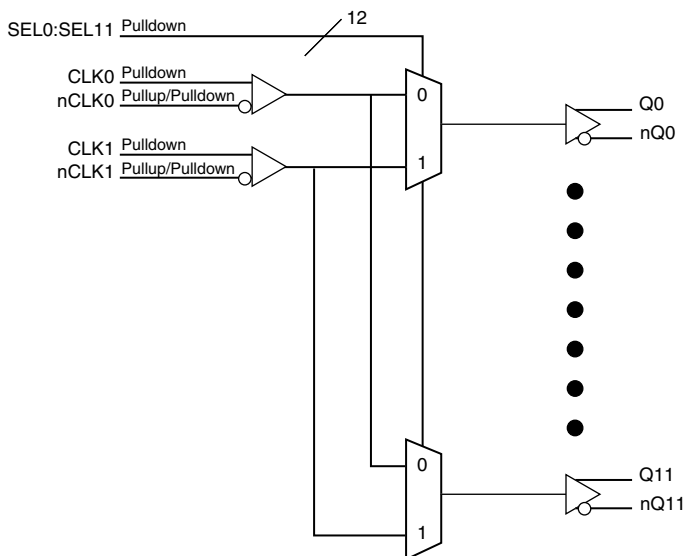 12
SEL0:SEL11 Pulldown
CLK0 Pulldown
nCLK0 Pullup/Pulldown
CLK1 Pulldown
nCLK1 Pullup/Pulldown
0
1
Q0
nQ0
0
1
Q11
nQ11